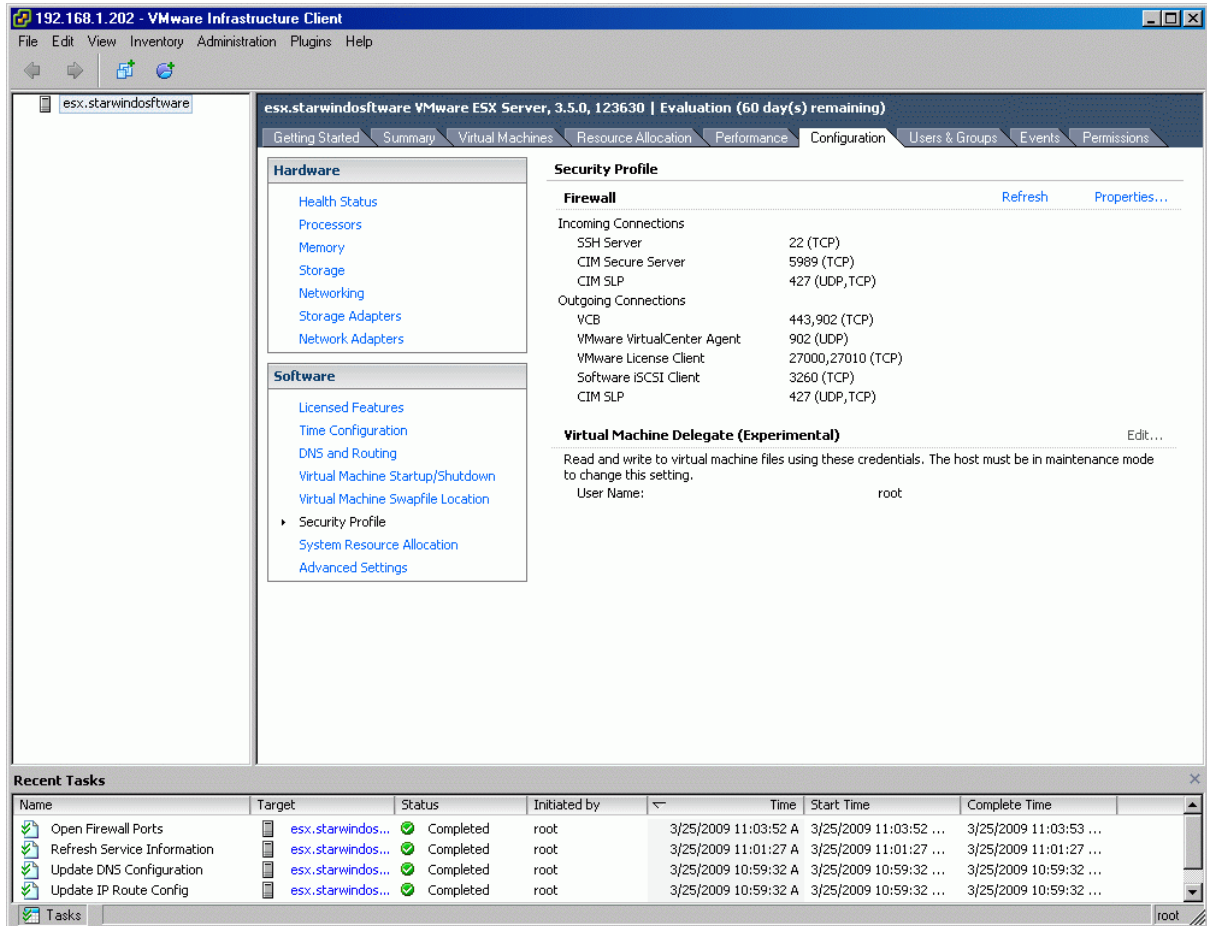 192.168.1.202 - VMware Infrastructure Client
File Edit View Inventory Administration Plugins Help
esx.starwindosftware
esx.starwindosftware VMware ESX Server, 3.5.0, 123630 | Evaluation (60 day(s) remaining)
Getting Started Summary Virtual Machines Resource Allocation Performance Configuration Users & Groups Events Permissions
Hardware
Health Status
Processors
Memory
Storage
Networking
Storage Adapters
Network Adapters
Software
Licensed Features
Time Configuration
DNS and Routing
Virtual Machine Startup/Shutdown
Virtual Machine Swapfile Location
Security Profile
System Resource Allocation
Advanced Settings
Security Profile
Firewall Refresh Properties...
Incoming Connections
SSH Server 22 (TCP)
CIM Secure Server 5989 (TCP)
CIM SLP 427 (UDP,TCP)
Outgoing Connections
VCB 443,902 (TCP)
VMware VirtualCenter Agent 902 (UDP)
VMware License Client 27000,27010 (TCP)
Software iSCSI Client 3260 (TCP)
CIM SLP 427 (UDP,TCP)
Virtual Machine Delegate (Experimental) Edit...
Read and write to virtual machine files using these credentials. The host must be in maintenance mode
to change this setting.
User Name: root
Recent Tasks
Name Target Status Initiated by Time Start Time Complete Time
Open Firewall Ports esx.starwindos... Completed root 3/25/2009 11:03:52 A 3/25/2009 11:03:52 ... 3/25/2009 11:03:53 ...
Refresh Service Information esx.starwindos... Completed root 3/25/2009 11:01:27 A 3/25/2009 11:01:27 ... 3/25/2009 11:01:27 ...
Update DNS Configuration esx.starwindos... Completed root 3/25/2009 10:59:32 A 3/25/2009 10:59:32 ... 3/25/2009 10:59:32 ...
Update IP Route Config esx.starwindos... Completed root 3/25/2009 10:59:32 A 3/25/2009 10:59:32 ... 3/25/2009 10:59:32 ...
Tasks root